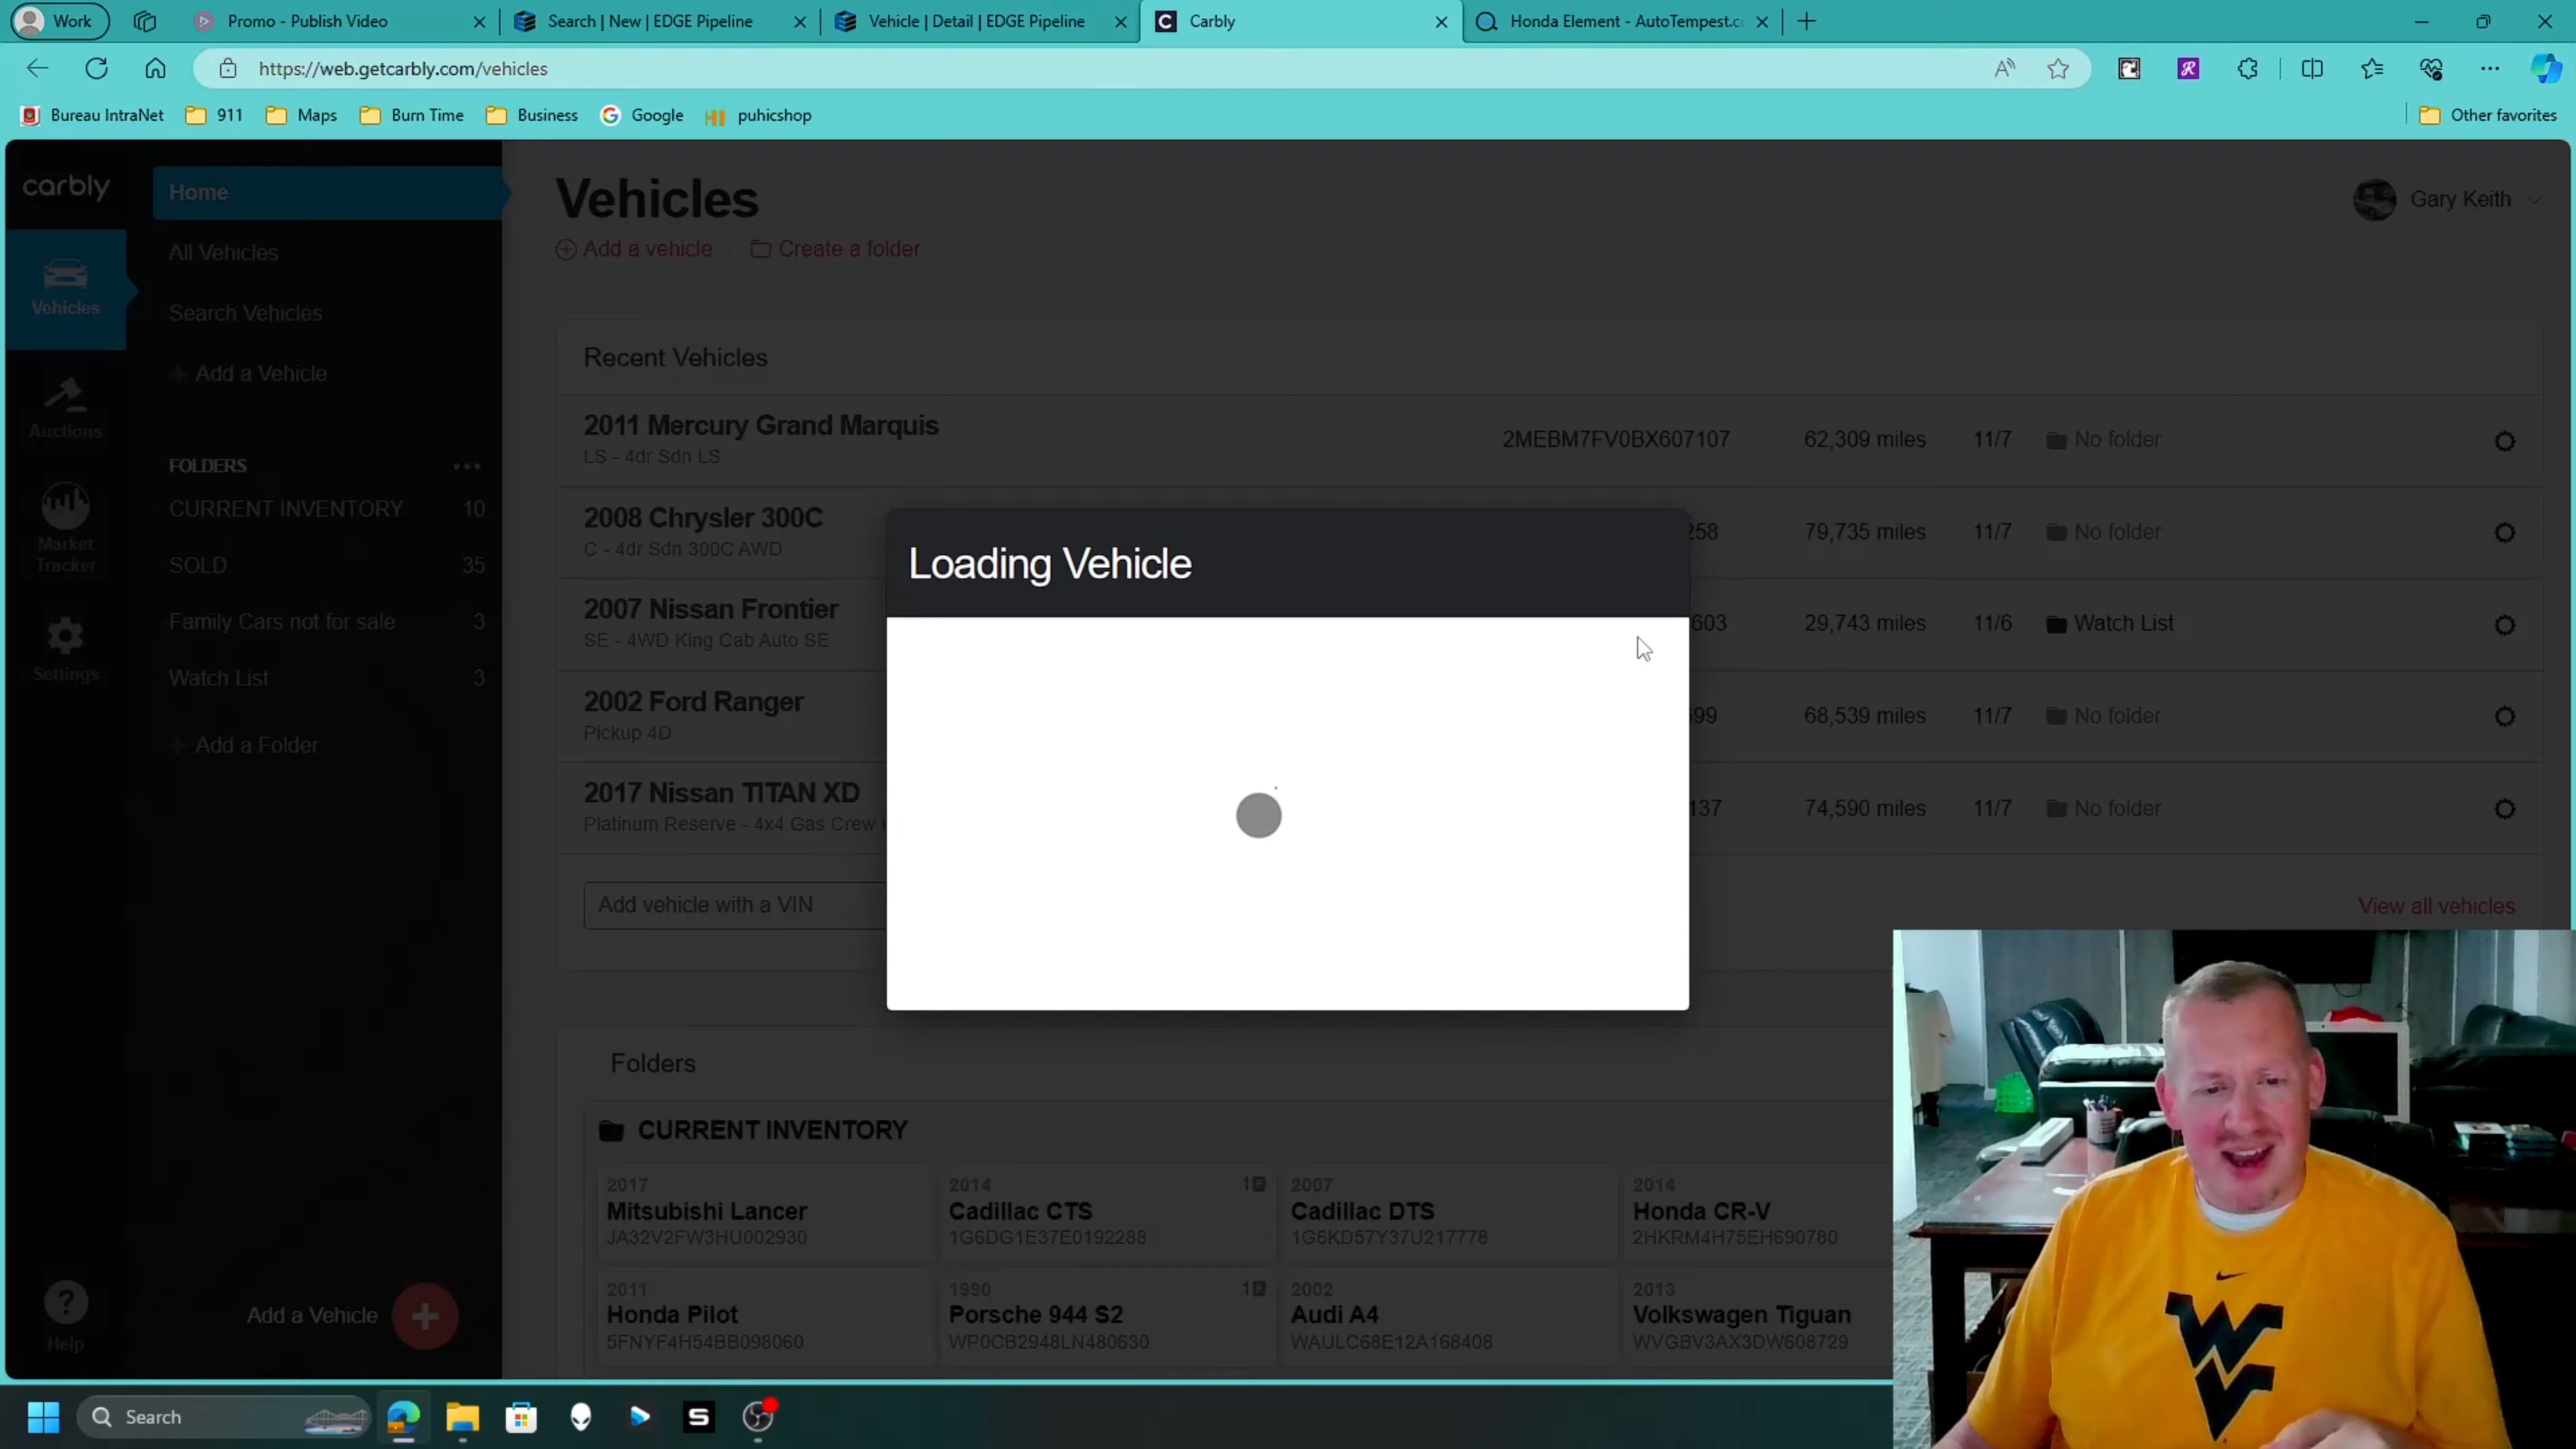 Work
Promo - Publish Video
Search | New | EDGE Pipeline
Vehicle | Detail | EDGE Pipeline
Carbly
Honda Element - AutoTempest.c
https://web.getcarbly.com/vehicles
Bureau IntraNet
911
Maps
Burn Time
Business
Google
puhicshop
Other favorites
carbly
Vehicles
Auctions
Market
Tracker
Settings
Help
Home
All Vehicles
Search Vehicles
+ Add a Vehicle
FOLDERS
CURRENT INVENTORY 10
SOLD 35
Family Cars not for sale 3
Watch List 3
+ Add a Folder
Add a Vehicle +
Vehicles
Gary Keith
Add a vehicle
Create a folder
Recent Vehicles
2011 Mercury Grand Marquis
LS - 4dr Sdn LS
2MEBM7FV0BX607107 62,309 miles 11/7 No folder
2008 Chrysler 300C
C - 4dr Sdn 300C AWD
258 79,735 miles 11/7 No folder
2007 Nissan Frontier
SE - 4WD King Cab Auto SE
603 29,743 miles 11/6 Watch List
2002 Ford Ranger
Pickup 4D
699 68,539 miles 11/7 No folder
2017 Nissan TITAN XD
Platinum Reserve - 4x4 Gas Crew
137 74,590 miles 11/7 No folder
Loading Vehicle
Add vehicle with a VIN
View all vehicles
Folders
CURRENT INVENTORY
2017
Mitsubishi Lancer
JA32V2FW3HU002930
2014 1
Cadillac CTS
1G6DG1E37E0192288
2007
Cadillac DTS
1G6KD57Y37U217778
2014
Honda CR-V
2HKRM4H75EH690780
2011
Honda Pilot
5FNYF4H54BB098060
1990 1
Porsche 944 S2
WP0CB2948LN480630
2002
Audi A4
WAULC68E12A168408
2013
Volkswagen Tiguan
WVGBV3AX3DW608729
Search
WV